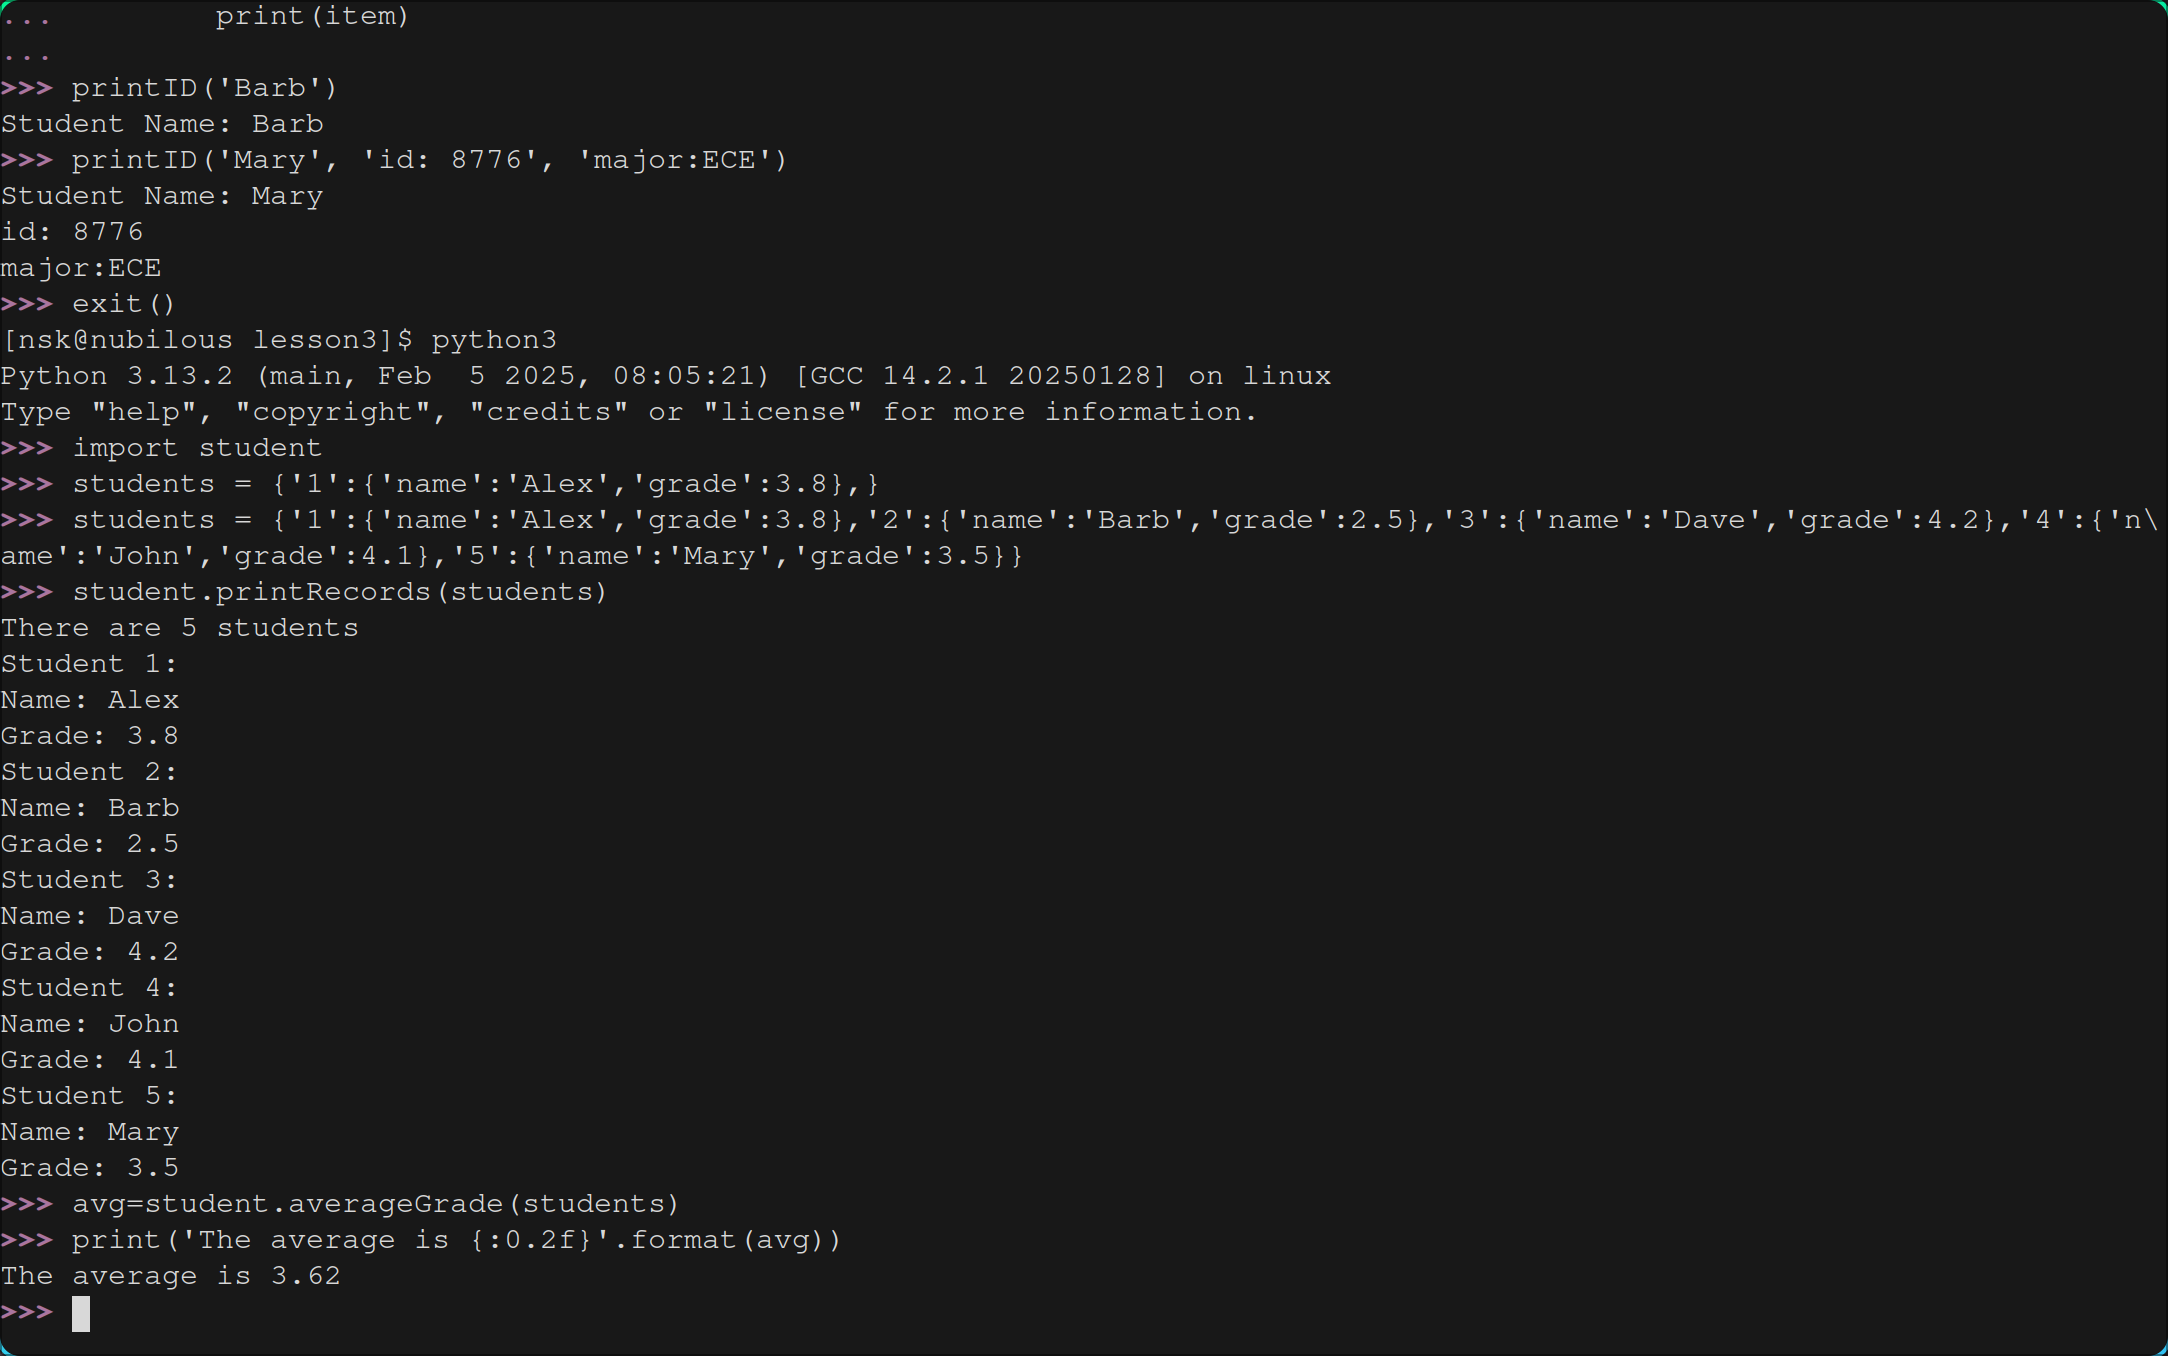 ...         print(item)
...
>>> printID('Barb')
Student Name: Barb
>>> printID('Mary', 'id: 8776', 'major:ECE')
Student Name: Mary
id: 8776
major:ECE
>>> exit()
[nsk@nubilous lesson3]$ python3
Python 3.13.2 (main, Feb  5 2025, 08:05:21) [GCC 14.2.1 20250128] on linux
Type "help", "copyright", "credits" or "license" for more information.
>>> import student
>>> students = {'1':{'name':'Alex','grade':3.8},}
>>> students = {'1':{'name':'Alex','grade':3.8},'2':{'name':'Barb','grade':2.5},'3':{'name':'Dave','grade':4.2},'4':{'n\
ame':'John','grade':4.1},'5':{'name':'Mary','grade':3.5}}
>>> student.printRecords(students)
There are 5 students
Student 1:
Name: Alex
Grade: 3.8
Student 2:
Name: Barb
Grade: 2.5
Student 3:
Name: Dave
Grade: 4.2
Student 4:
Name: John
Grade: 4.1
Student 5:
Name: Mary
Grade: 3.5
>>> avg=student.averageGrade(students)
>>> print('The average is {:0.2f}'.format(avg))
The average is 3.62
>>>